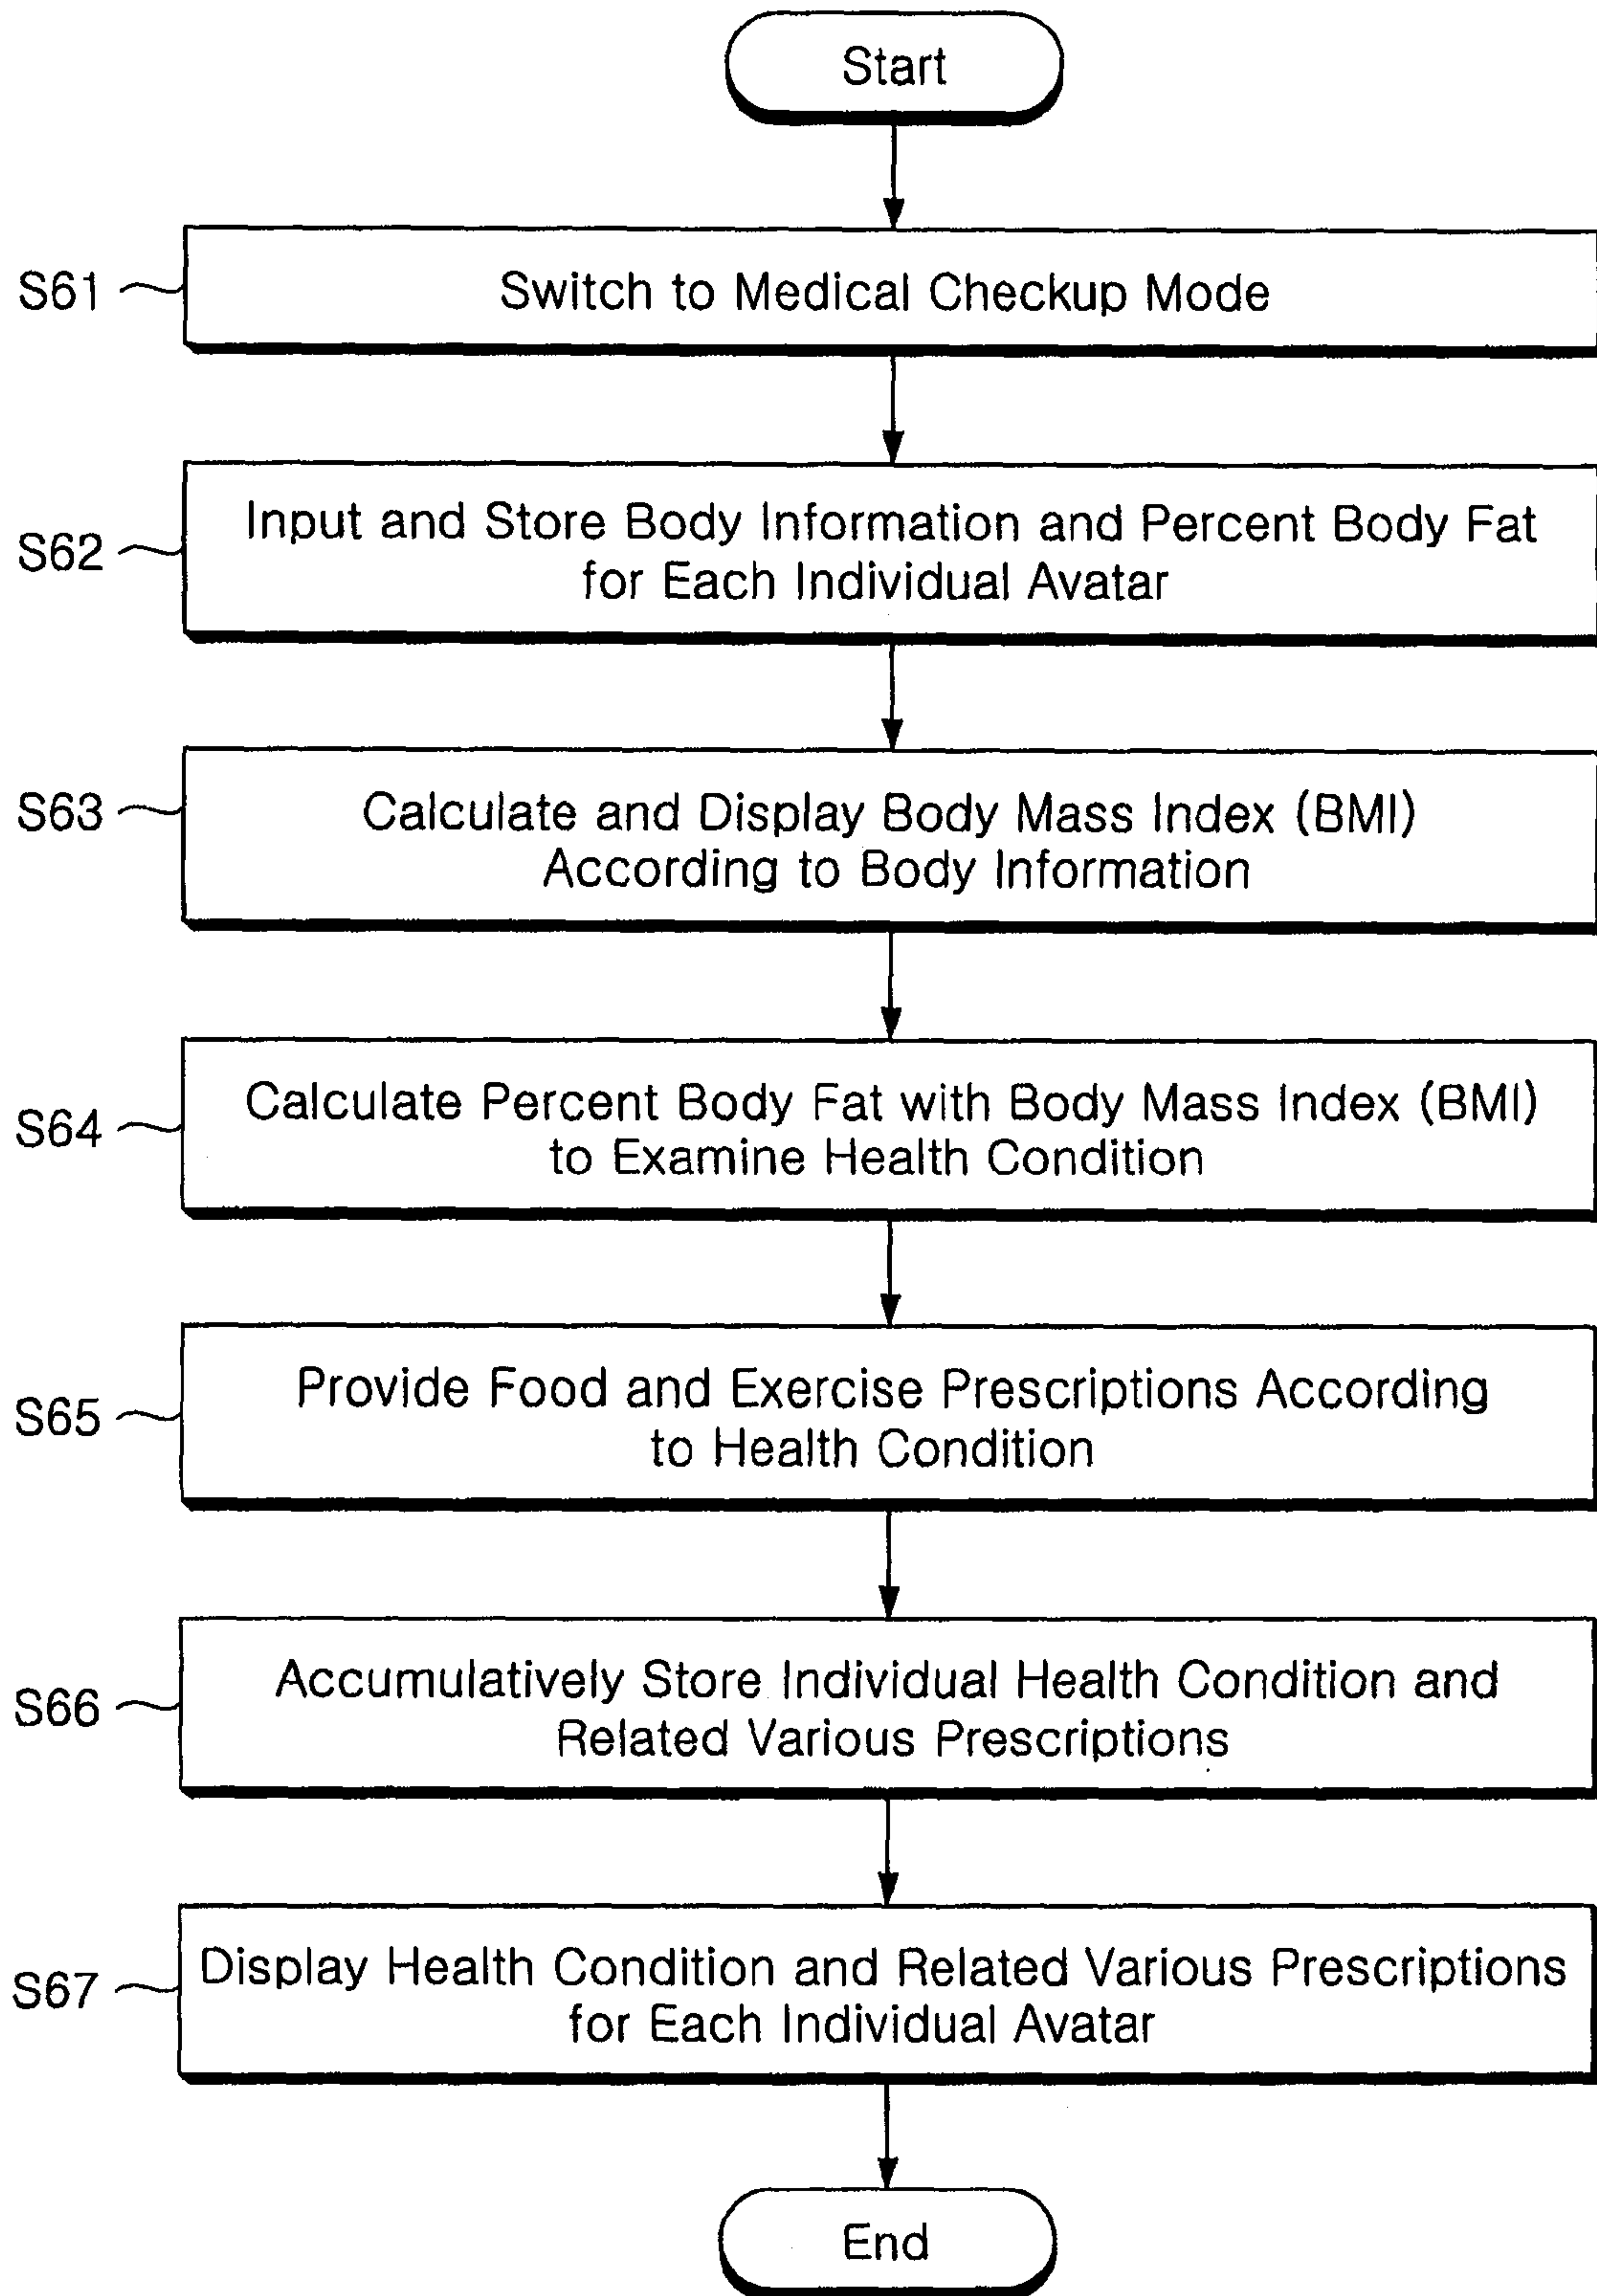 Start
S61
Switch to Medical Checkup Mode
S62
Input and Store Body Information and Percent Body Fat
for Each Individual Avatar
S63
Calculate and Display Body Mass Index (BMI)
According to Body Information
S64
Calculate Percent Body Fat with Body Mass Index (BMI)
to Examine Health Condition
S65
Provide Food and Exercise Prescriptions According
to Health Condition
S66
Accumulatively Store Individual Health Condition and
Related Various Prescriptions
S67
Display Health Condition and Related Various Prescriptions
for Each Individual Avatar
End